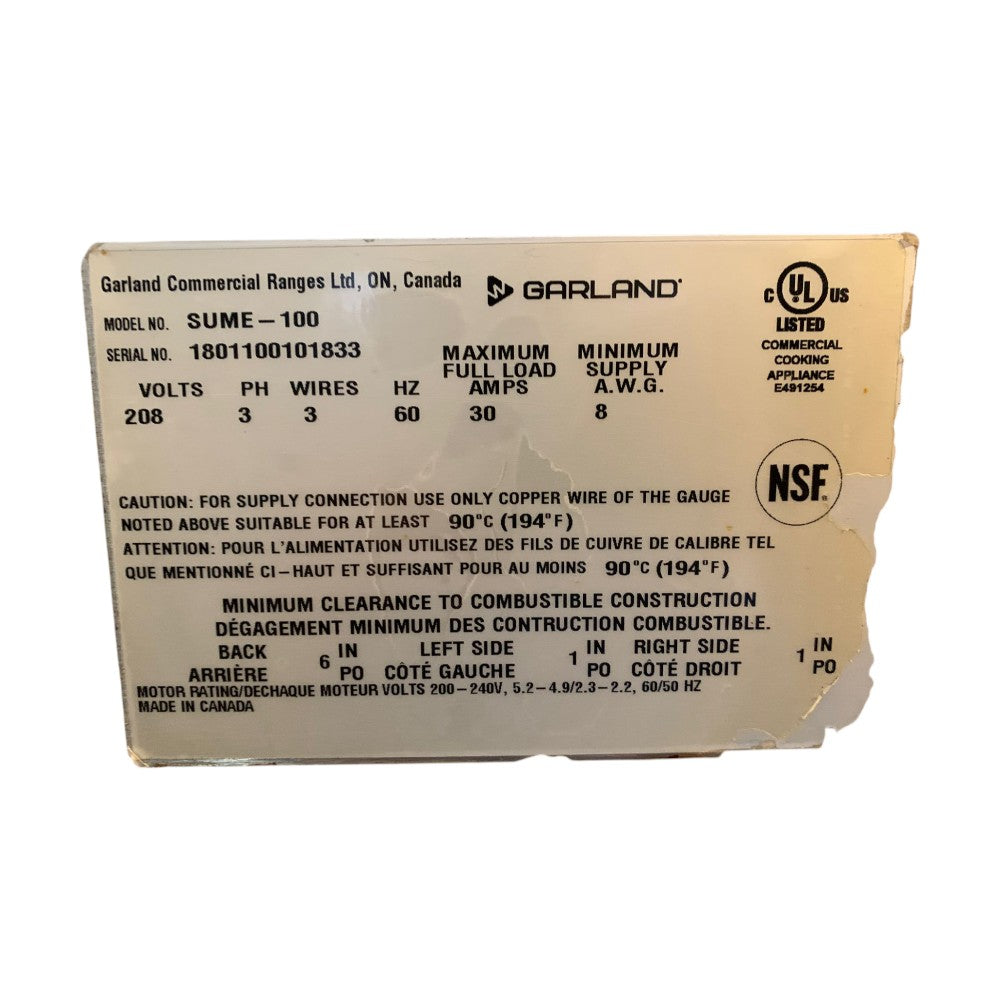 Garland Commercial Ranges Ltd, ON, Canada GARLAND
MODEL NO. SUME-100
SERIAL NO. 1801100101833
VOLTS PH WIRES HZ MAXIMUM FULL LOAD AMPS MINIMUM SUPPLY A.W.G.
208 3 3 60 30 8
C UL US
LISTED
COMMERCIAL
COOKING
APPLIANCE
E491254
NSF
CAUTION: FOR SUPPLY CONNECTION USE ONLY COPPER WIRE OF THE GAUGE
NOTED ABOVE SUITABLE FOR AT LEAST 90°C (194°F)
ATTENTION: POUR L'ALIMENTATION UTILISEZ DES FILS DE CUIVRE DE CALIBRE TEL
QUE MENTIONNÉ CI-HAUT ET SUFFISANT POUR AU MOINS 90°C (194°F)
MINIMUM CLEARANCE TO COMBUSTIBLE CONSTRUCTION
DÉGAGEMENT MINIMUM DES CONTRUCTION COMBUSTIBLE.
BACK 6 IN LEFT SIDE 1 IN RIGHT SIDE 1 IN
ARRIÈRE PO CÔTÉ GAUCHE PO CÔTÉ DROIT PO
MOTOR RATING/DECHAQUE MOTEUR VOLTS 200-240V, 5.2-4.9/2.3-2.2, 60/50 HZ
MADE IN CANADA